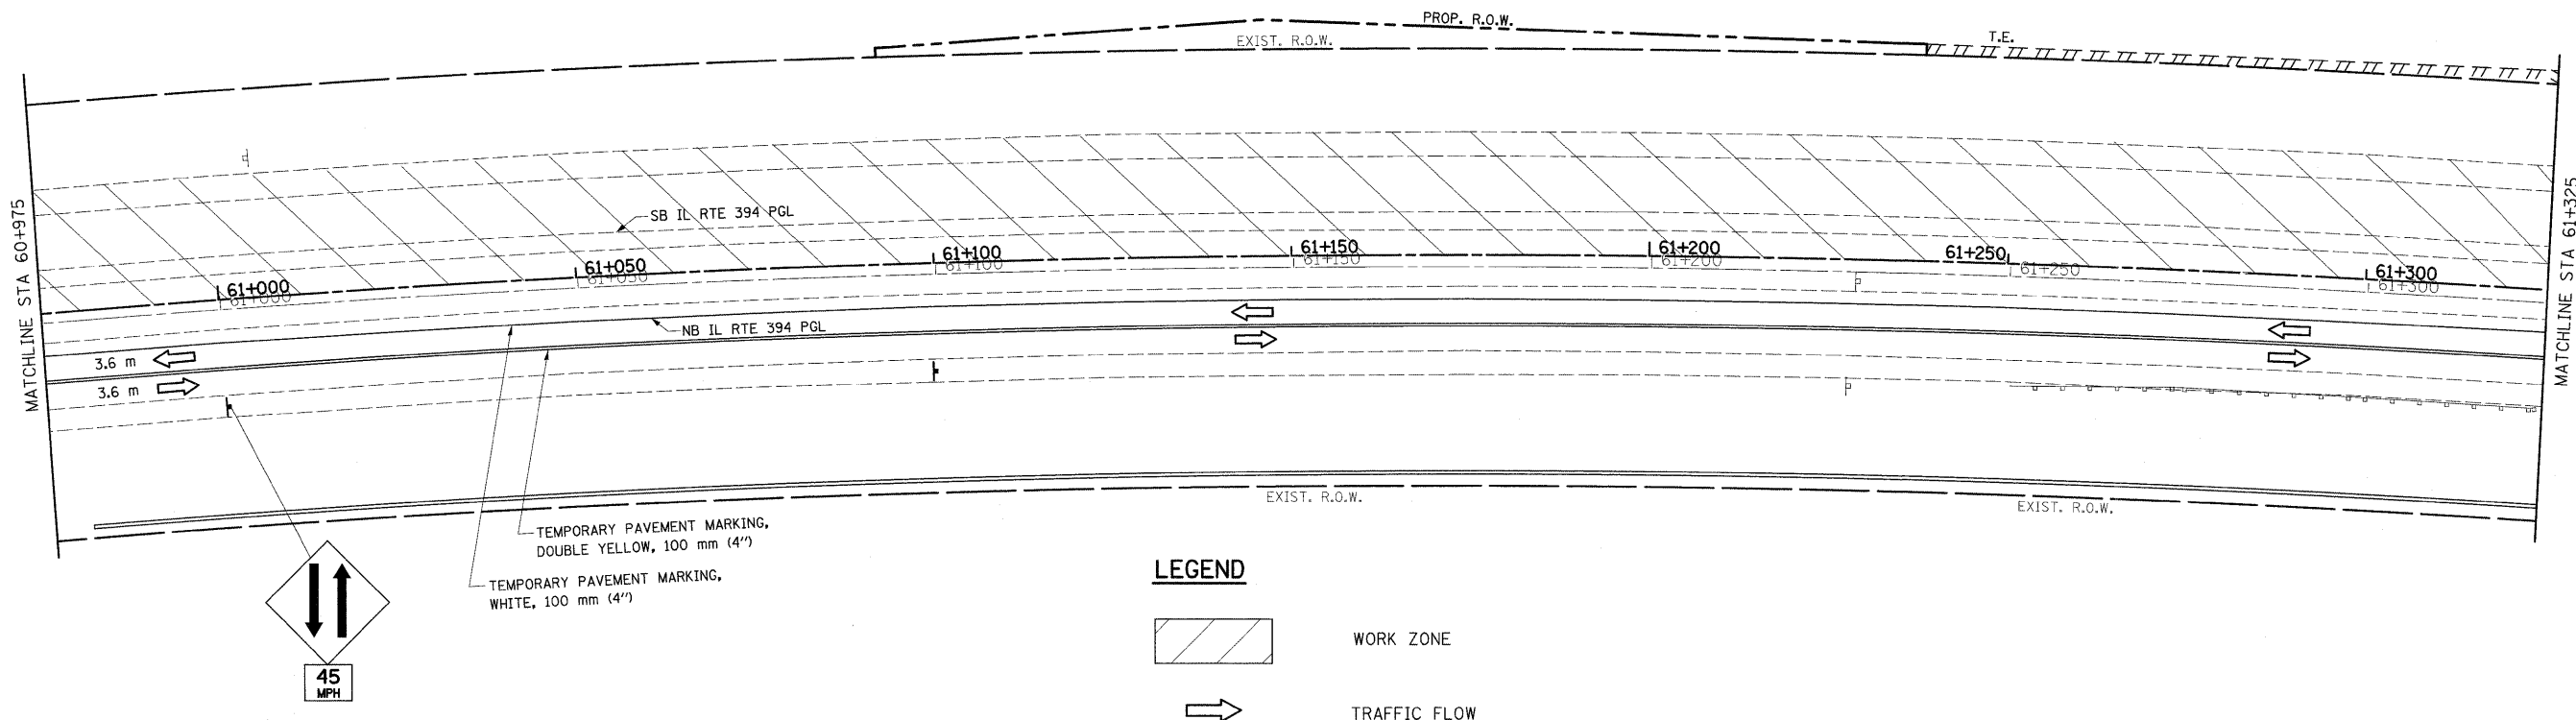 PROP. R.O.W.
EXIST. R.O.W.
T.E.
MATCHLINE STA 60+975
MATCHLINE STA 61+325
SB IL RTE 394 PGL
61+000
61+000
61+050
61+050
61+100
61+100
61+150
61+150
61+200
61+200
61+250
61+250
61+300
61+300
NB IL RTE 394 PGL
3.6 m
3.6 m
EXIST. R.O.W.
EXIST. R.O.W.
TEMPORARY PAVEMENT MARKING,
DOUBLE YELLOW, 100 mm (4")
TEMPORARY PAVEMENT MARKING,
WHITE, 100 mm (4")
45
MPH
LEGEND
WORK ZONE
TRAFFIC FLOW